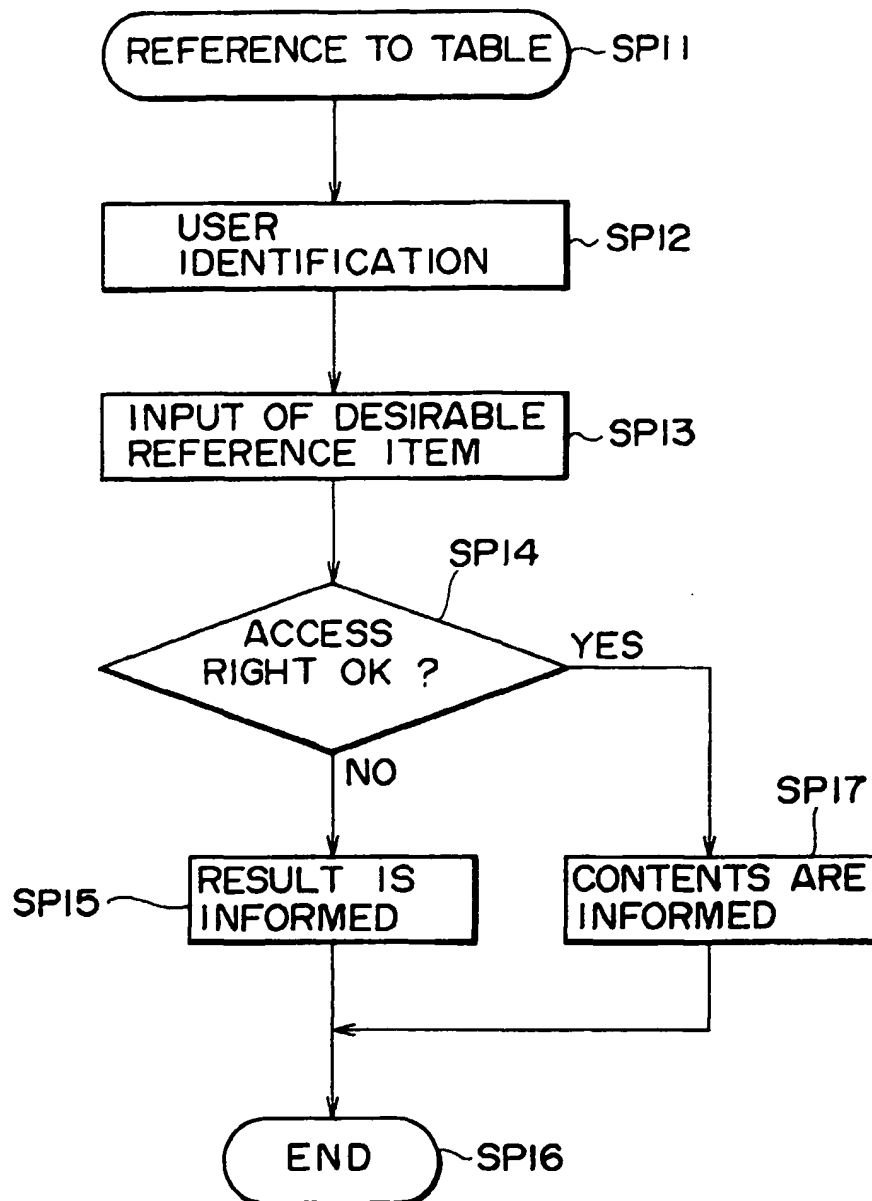 REFERENCE TO TABLE
SP11
USER
IDENTIFICATION
SP12
INPUT OF DESIRABLE
REFERENCE ITEM
SP13
SP14
ACCESS
RIGHT OK ?
YES
NO
SP17
SP15
RESULT IS
INFORMED
CONTENTS ARE
INFORMED
END
SP16